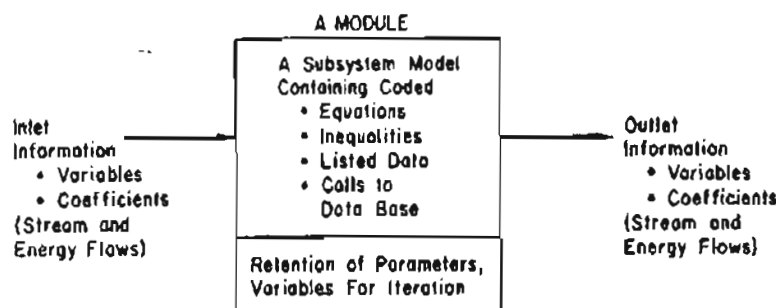 A MODULE
A Subsystem Model
Containing Coded
• Equations
• Inequalities
• Listed Data
• Calls to
Data Base
Retention of Parameters,
Variables For Iteration
Inlet
Information
• Variables
• Coefficients
(Stream and
Energy Flows)
Outlet
Information
• Variables
• Coefficients
(Stream and
Energy Flows)